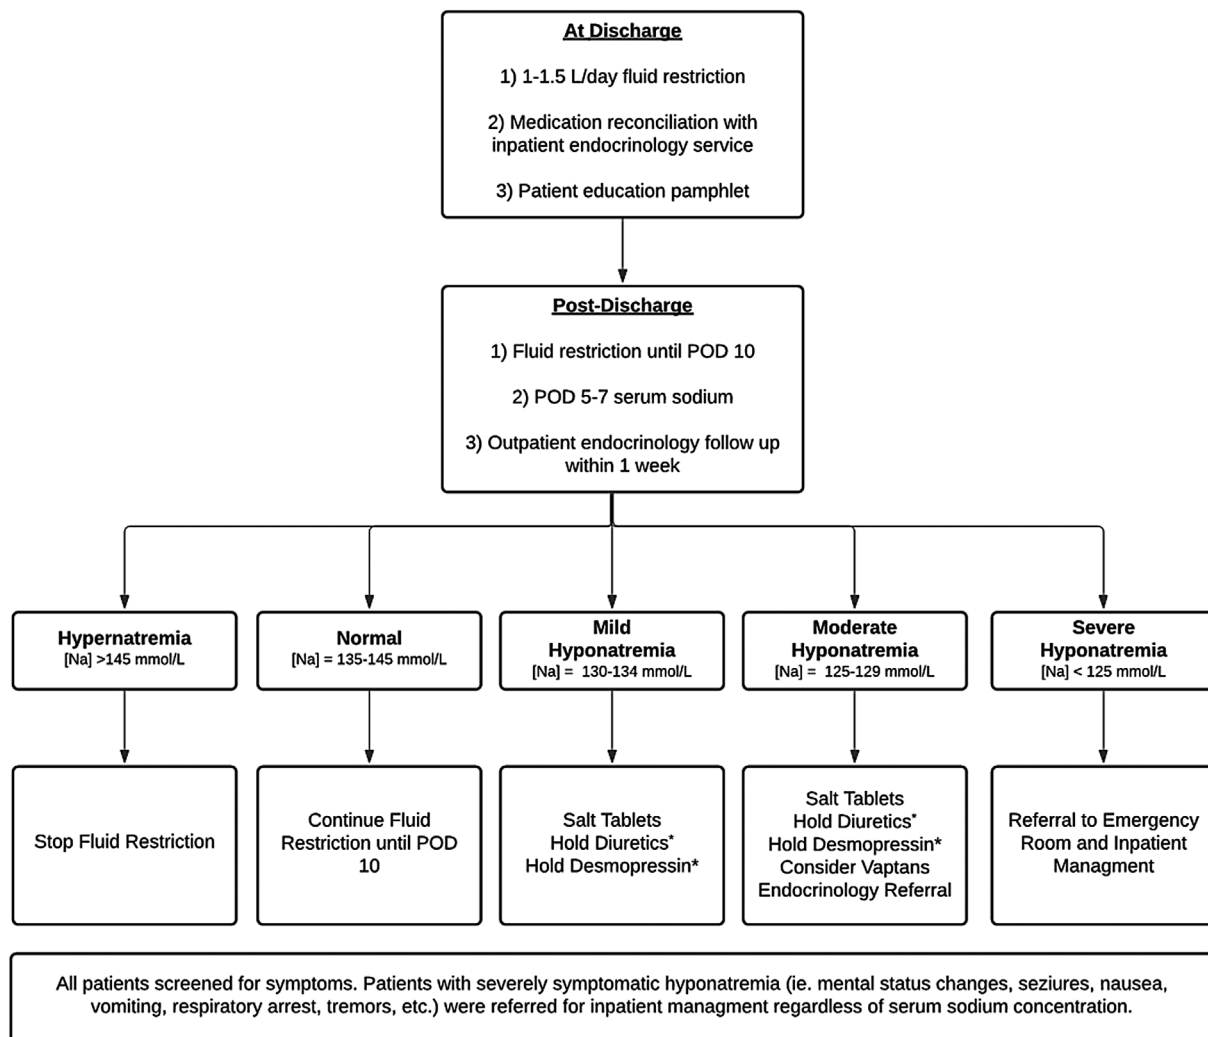 At Discharge
1) 1-1.5 L/day fluid restriction
2) Medication reconciliation with
inpatient endocrinology service
3) Patient education pamphlet
Post-Discharge
1) Fluid restriction until POD 10
2) POD 5-7 serum sodium
3) Outpatient endocrinology follow up
within 1 week
Hypernatremia
[Na] >145 mmol/L
Normal
[Na] = 135-145 mmol/L
Mild
Hyponatremia
[Na] = 130-134 mmol/L
Moderate
Hyponatremia
[Na] = 125-129 mmol/L
Severe
Hyponatremia
[Na] < 125 mmol/L
Stop Fluid Restriction
Continue Fluid
Restriction until POD
10
Salt Tablets
Hold Diuretics*
Hold Desmopressin*
Salt Tablets
Hold Diuretics*
Hold Desmopressin*
Consider Vaptans
Endocrinology Referral
Referral to Emergency
Room and Inpatient
Managment
All patients screened for symptoms. Patients with severely symptomatic hyponatremia (ie. mental status changes, seziures, nausea,
vomiting, respiratory arrest, tremors, etc.) were referred for inpatient managment regardless of serum sodium concentration.